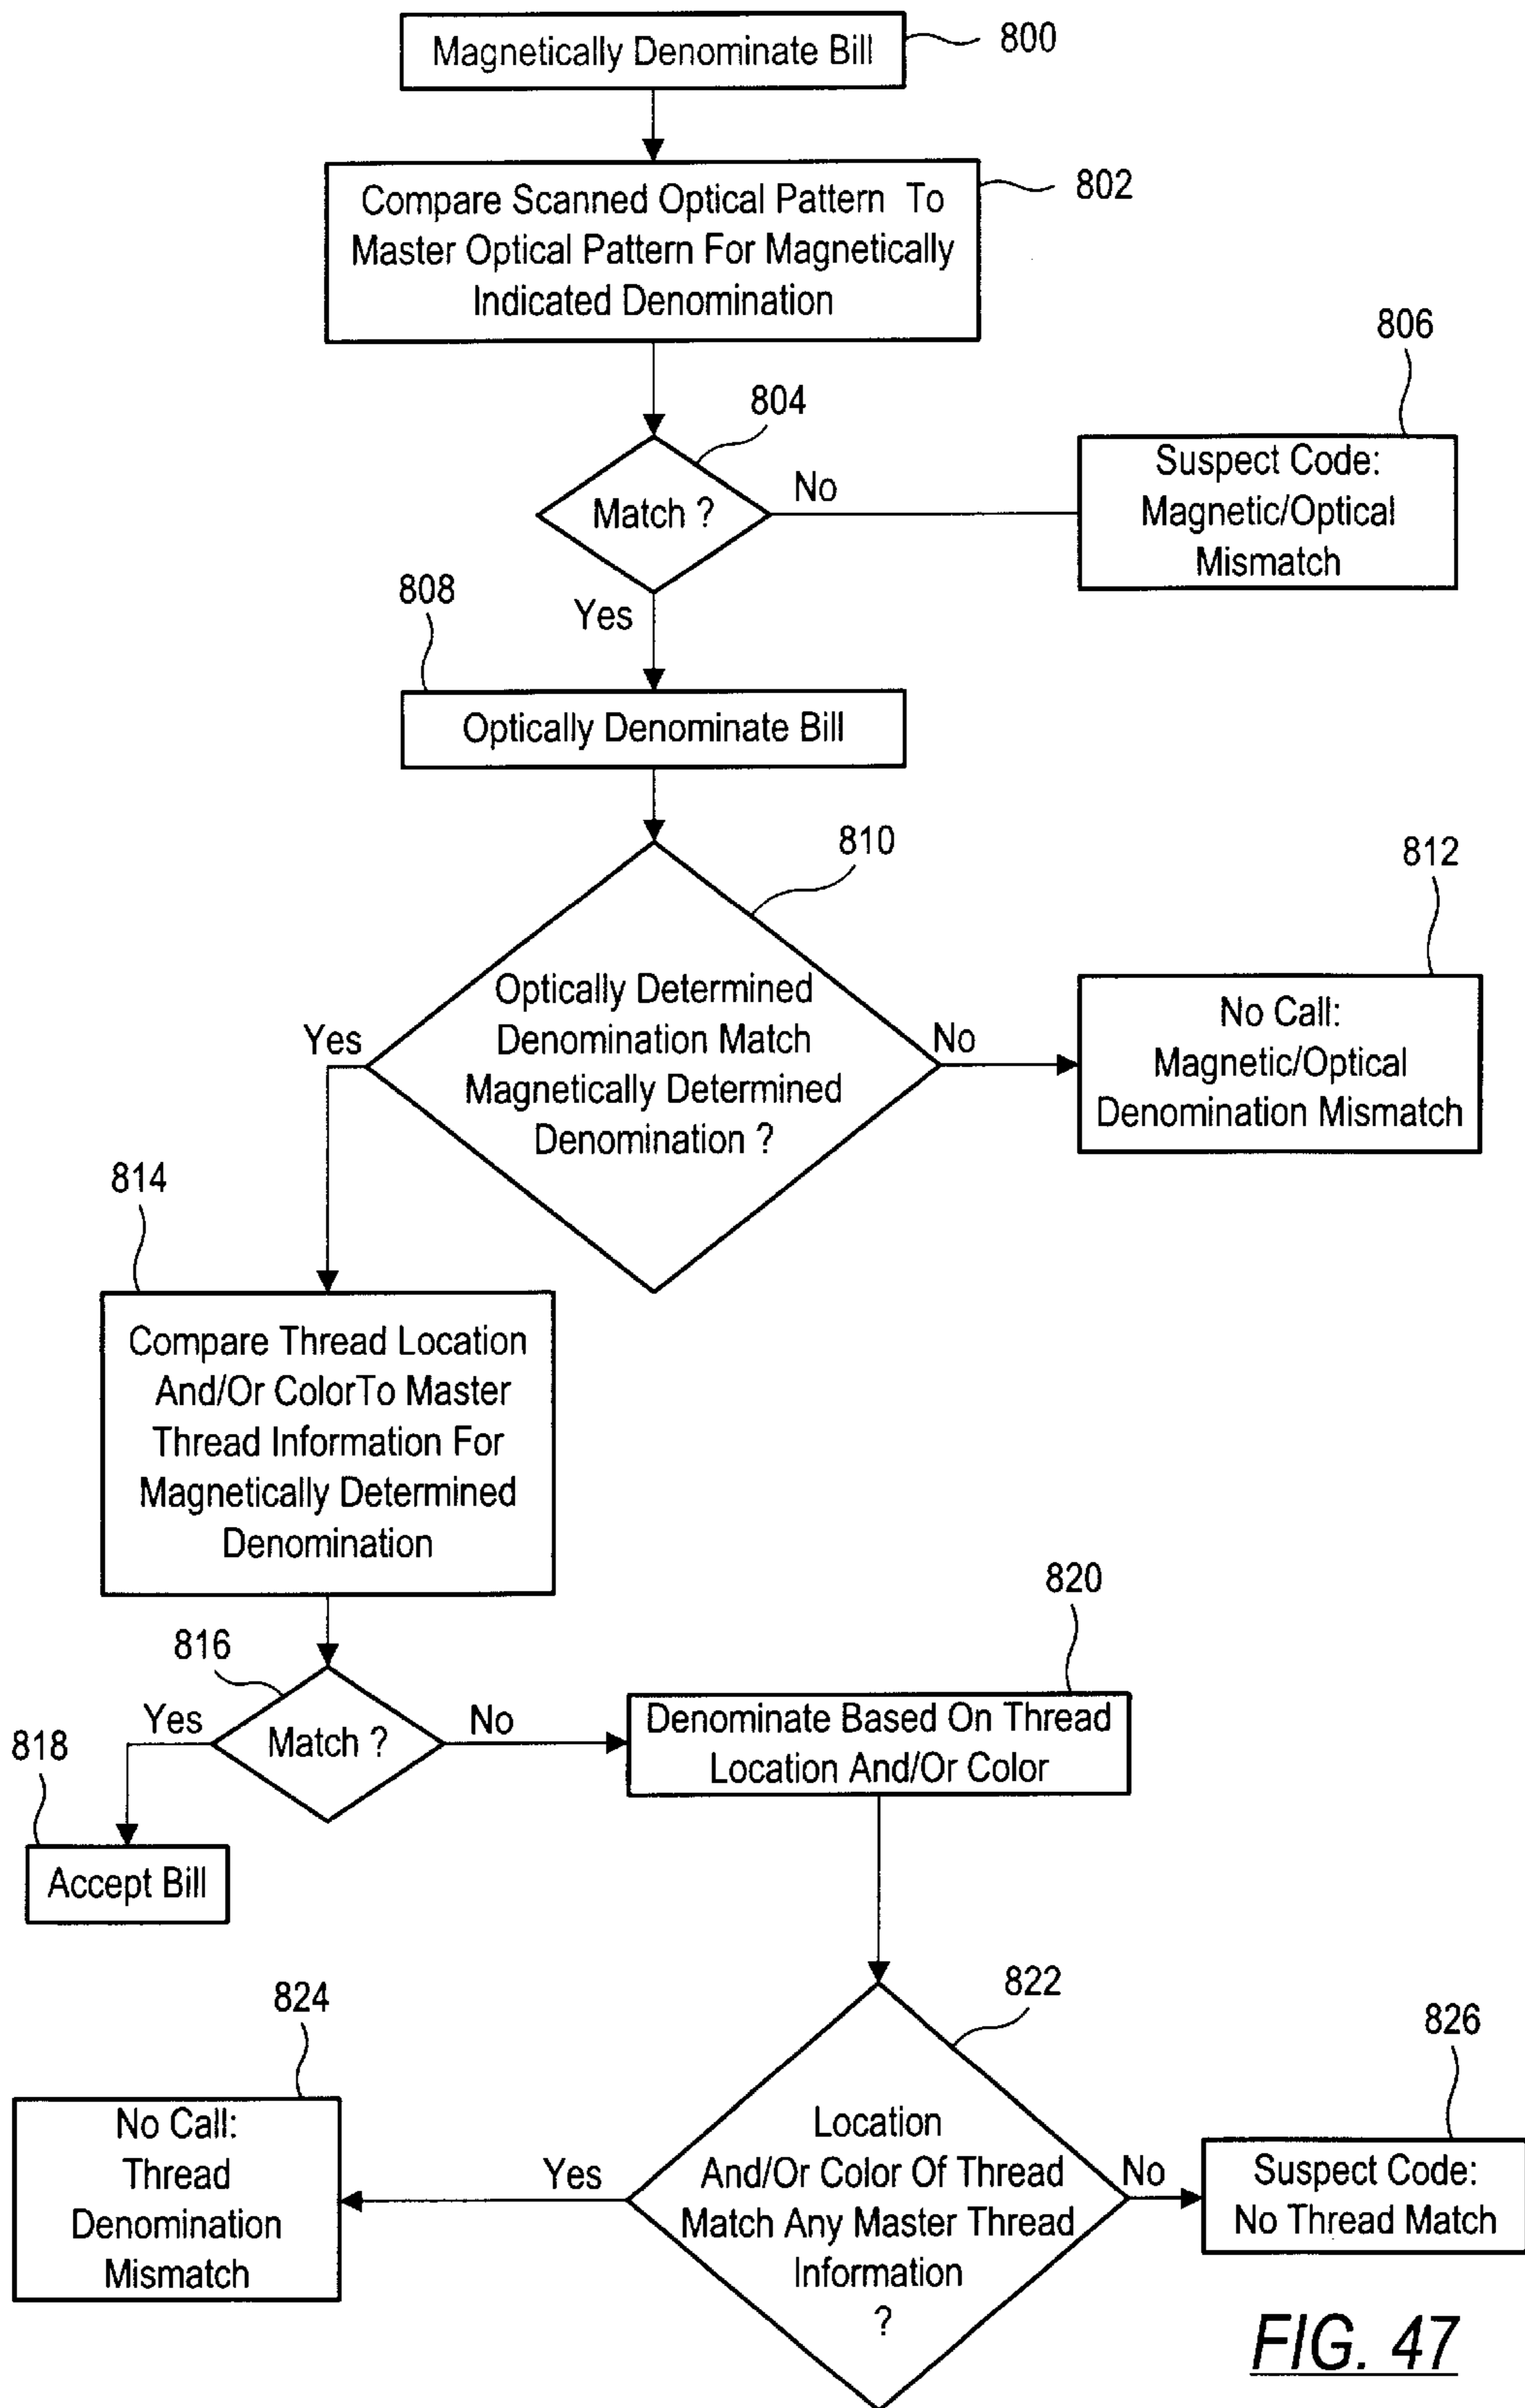 Magnetically Denominate Bill
800
Compare Scanned Optical Pattern To
Master Optical Pattern For Magnetically
Indicated Denomination
802
804
Match ?
No
806
Suspect Code:
Magnetic/Optical
Mismatch
Yes
808
Optically Denominate Bill
810
Optically Determined
Denomination Match
Magnetically Determined
Denomination ?
Yes
No
812
No Call:
Magnetic/Optical
Denomination Mismatch
814
Compare Thread Location
And/Or ColorTo Master
Thread Information For
Magnetically Determined
Denomination
816
Match ?
Yes
No
818
Accept Bill
820
Denominate Based On Thread
Location And/Or Color
822
Location
And/Or Color Of Thread
Match Any Master Thread
Information
?
Yes
No
824
No Call:
Thread
Denomination
Mismatch
826
Suspect Code:
No Thread Match
FIG. 47